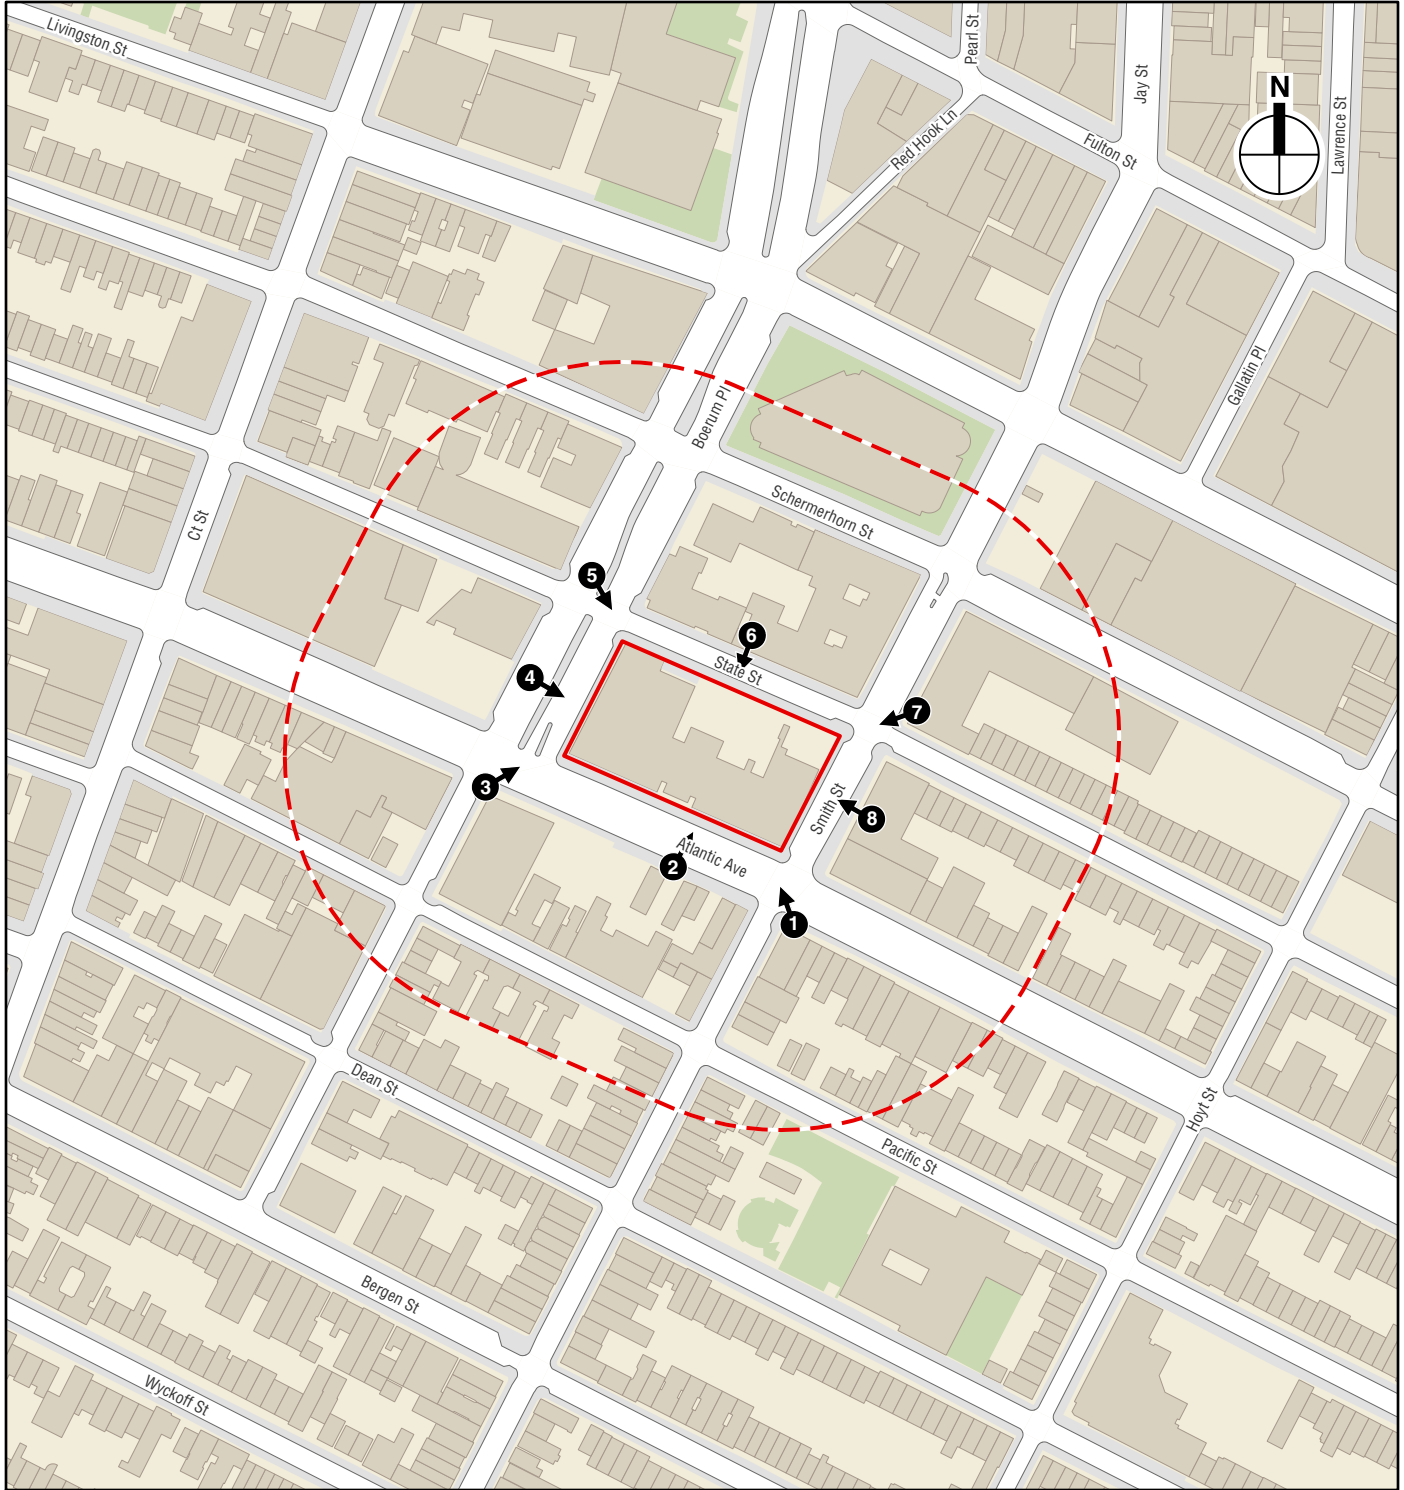 Livingston St
Pearl St
Jay St
Lawrence St
N
Red Hook Ln
Fulton St
Gallatin Pl
Boerum Pl
Schermerhorn St
Ct St
5
6
State St
4
7
3
Smith St
8
2
Atlantic Ave
1
Dean St
Hoyt St
Pacific St
Bergen St
Wyckoff St